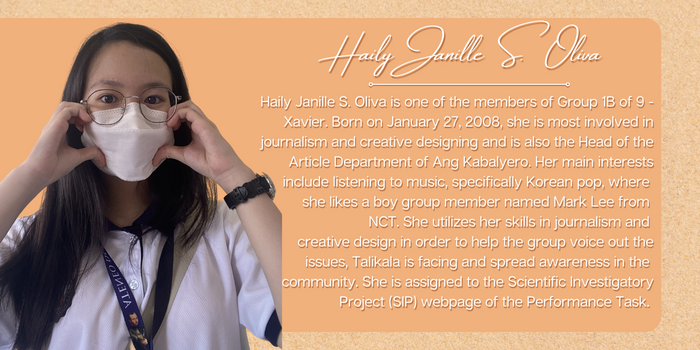 Haily Janille S. Oliva
Haily Janille S. Oliva is one of the members of Group 1B of 9 -
Xavier. Born on January 27, 2008, she is most involved in
journalism and creative designing and is also the Head of the
Article Department of Ang Kabalyero. Her main interests
include listening to music, specifically Korean pop, where
she likes a boy group member named Mark Lee from
NCT. She utilizes her skills in journalism and
creative design in order to help the group voice out the
issues, Talikala is facing and spread awareness in the
community. She is assigned to the Scientific Investigatory
Project (SIP) webpage of the Performance Task.
ATENEO